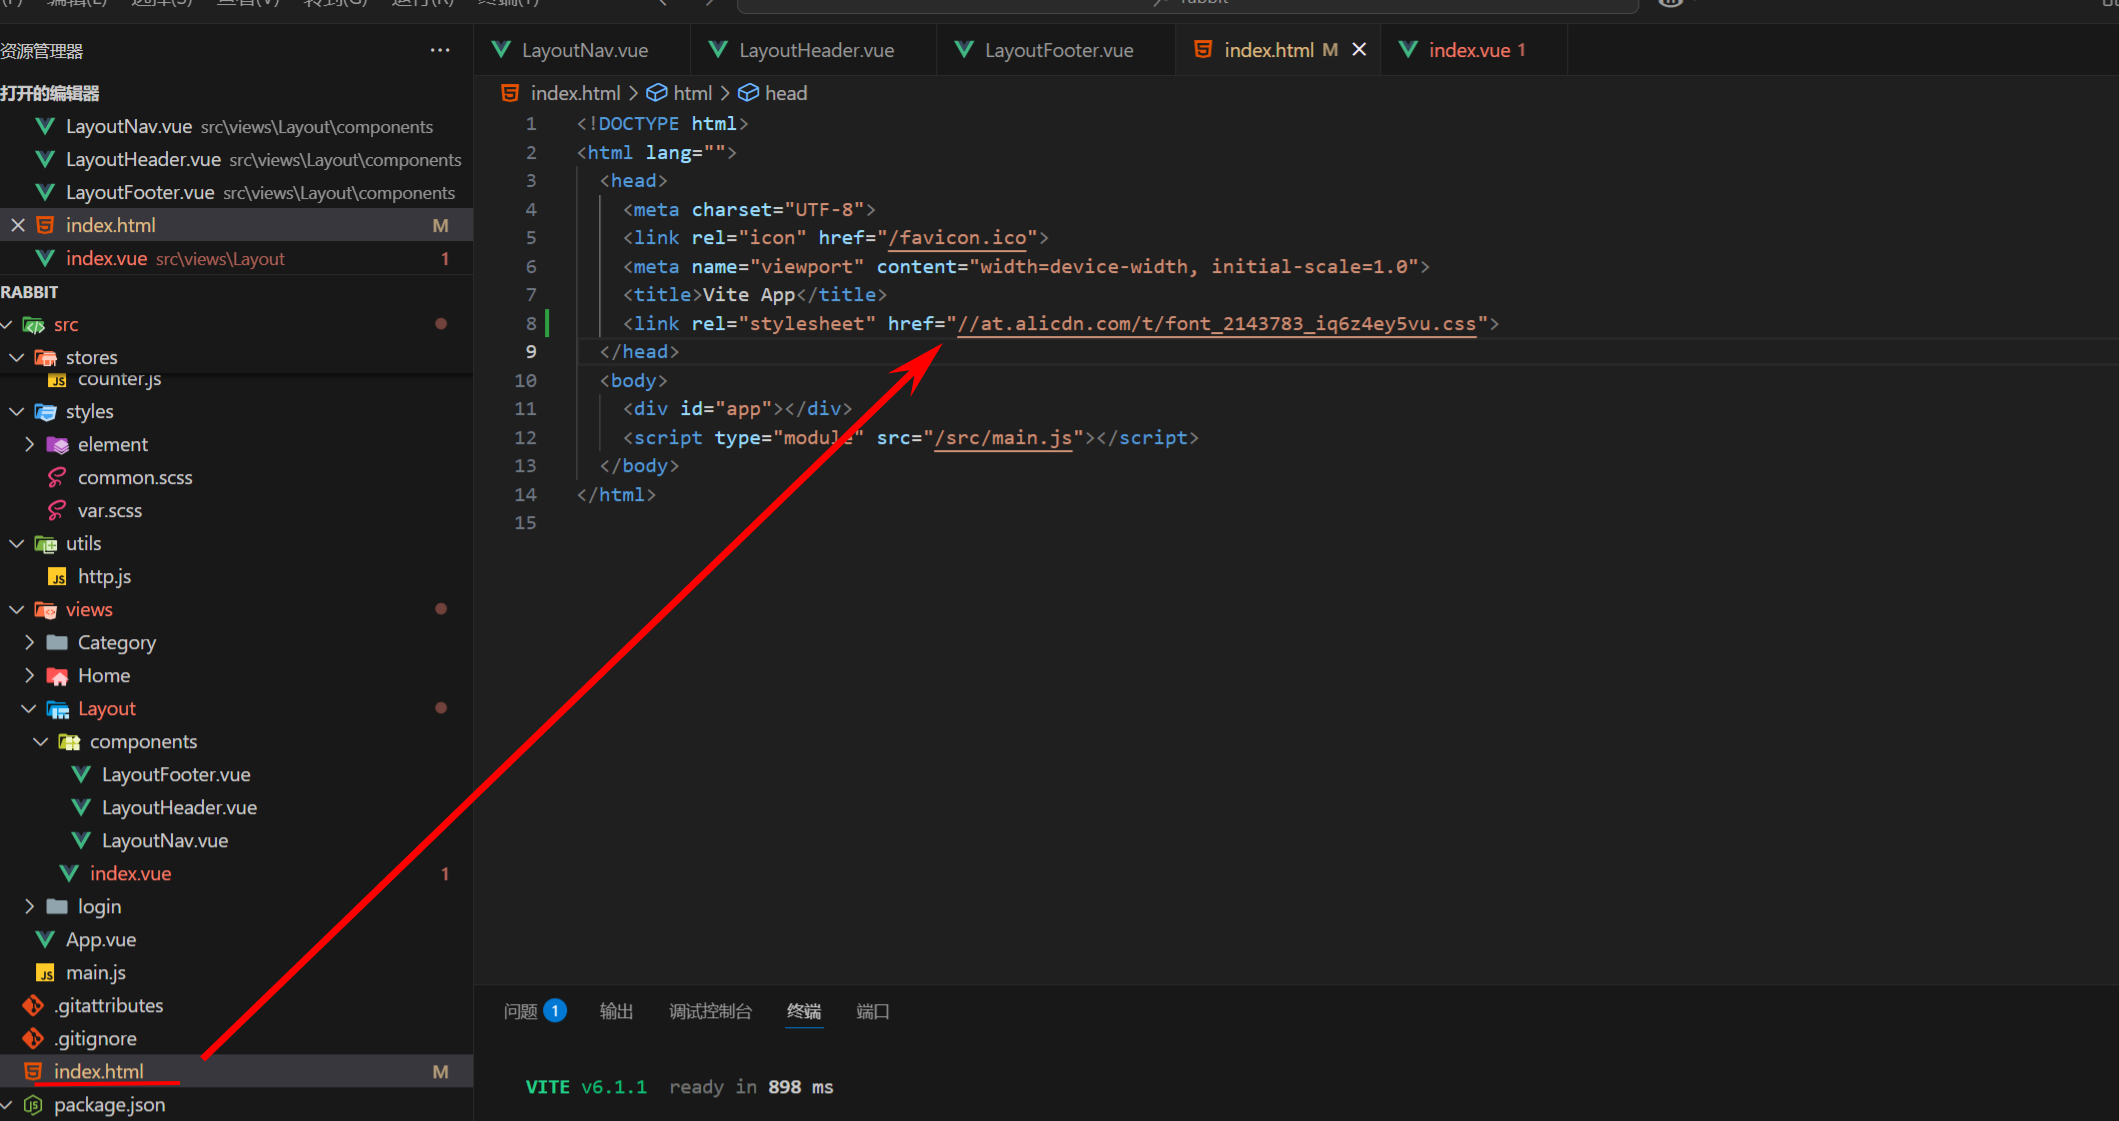 资源管理器
打开的编辑器
LayoutNav.vue src\views\Layout\components
LayoutHeader.vue src\views\Layout\components
LayoutFooter.vue src\views\Layout\components
index.html M
index.vue src\views\Layout 1
RABBIT
src
stores
counter.js
styles
element
common.scss
var.scss
utils
http.js
views
Category
Home
Layout
components
LayoutFooter.vue
LayoutHeader.vue
LayoutNav.vue
index.vue 1
login
App.vue
main.js
.gitattributes
.gitignore
index.html M
package.json
LayoutNav.vue LayoutHeader.vue LayoutFooter.vue index.html M index.vue 1
index.html > html > head
1 <!DOCTYPE html>
2 <html lang="">
3 <head>
4 <meta charset="UTF-8">
5 <link rel="icon" href="/favicon.ico">
6 <meta name="viewport" content="width=device-width, initial-scale=1.0">
7 <title>Vite App</title>
8 <link rel="stylesheet" href="//at.alicdn.com/t/font_2143783_iq6z4ey5vu.css">
9 </head>
10 <body>
11 <div id="app"></div>
12 <script type="module" src="/src/main.js"></script>
13 </body>
14 </html>
15
问题 1 输出 调试控制台 终端 端口
VITE v6.1.1 ready in 898 ms